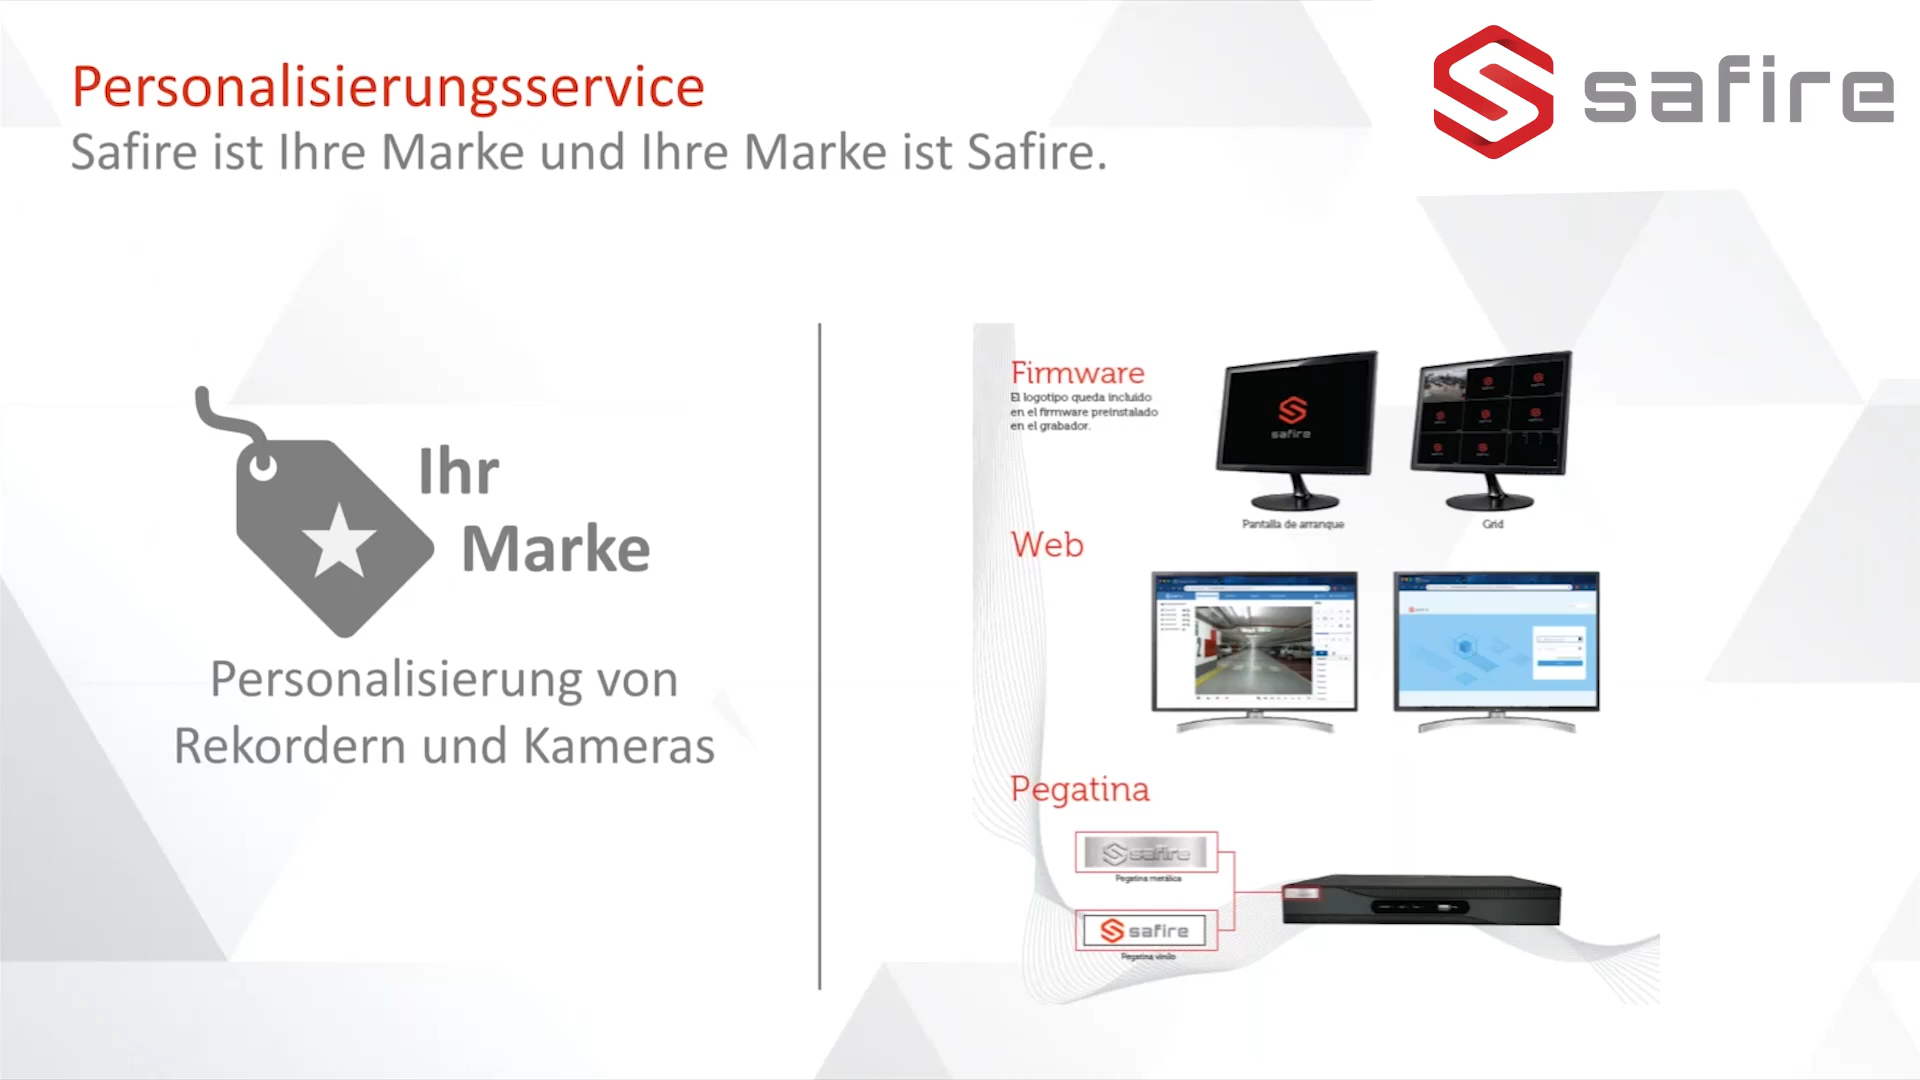 Personalisierungsservice
Safire ist Ihre Marke und Ihre Marke ist Safire.
safire
Ihr
Marke
Personalisierung von
Rekordern und Kameras
Firmware
El logotipo queda incluido
en el firmware preinstalado
en el grabador.
safire
Pantalla de arranque
Grid
Web
Pegatina
safire
Pegatina metálica
safire
Pegatina vinilo